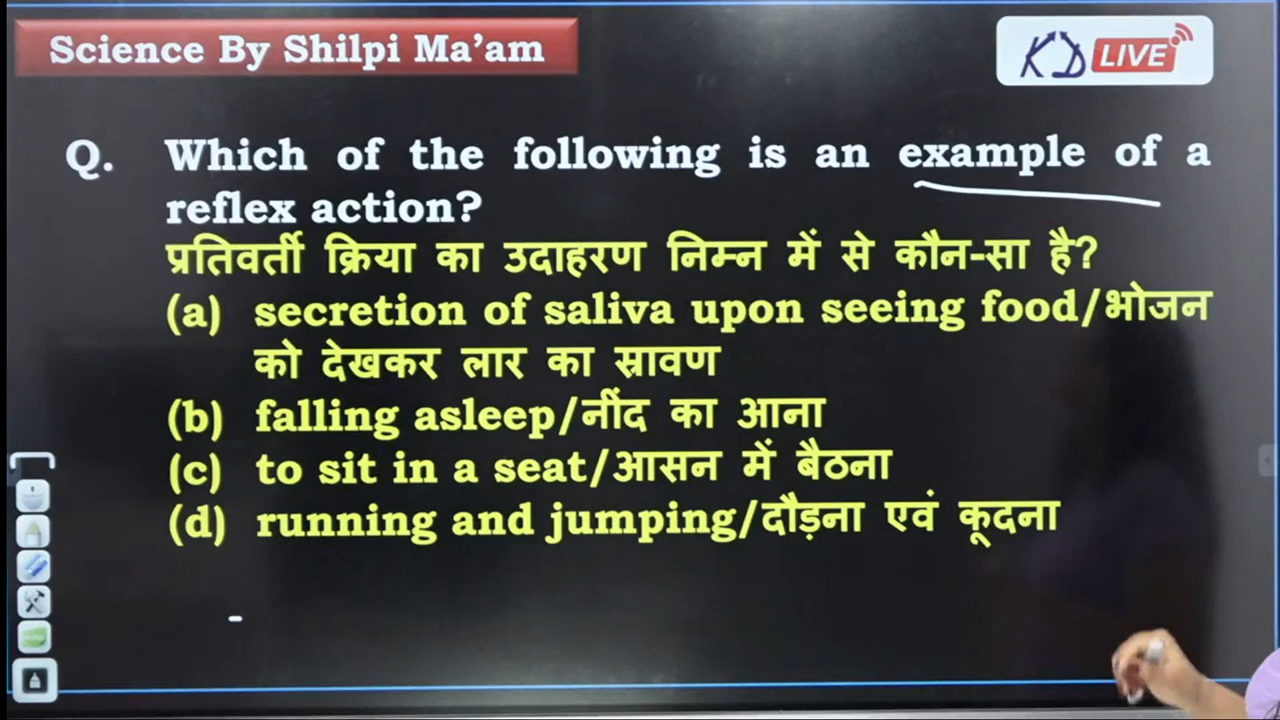 Science By Shilpi Ma'am
KD LIVE
Q. Which of the following is an example of a
reflex action?
प्रतिवर्ती क्रिया का उदाहरण निम्न में से कौन-सा है?
(a) secretion of saliva upon seeing food/भोजन
को देखकर लार का स्रावण
(b) falling asleep/नींद का आना
(c) to sit in a seat/आसन में बैठना
(d) running and jumping/दौड़ना एवं कूदना